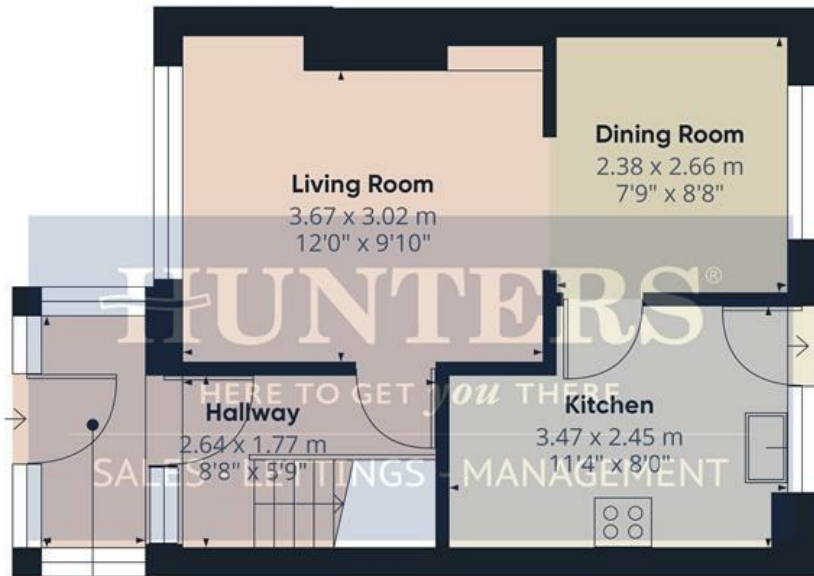 Living Room
3.67 x 3.02 m
12'0" x 9'10"
Dining Room
2.38 x 2.66 m
7'9" x 8'8"
HUNTERS®
HERE TO GET you THERE
Hallway
2.64 x 1.77 m
8'8" x 5'9"
Kitchen
3.47 x 2.45 m
11'4" x 8'0"
SALES - LETTINGS - MANAGEMENT